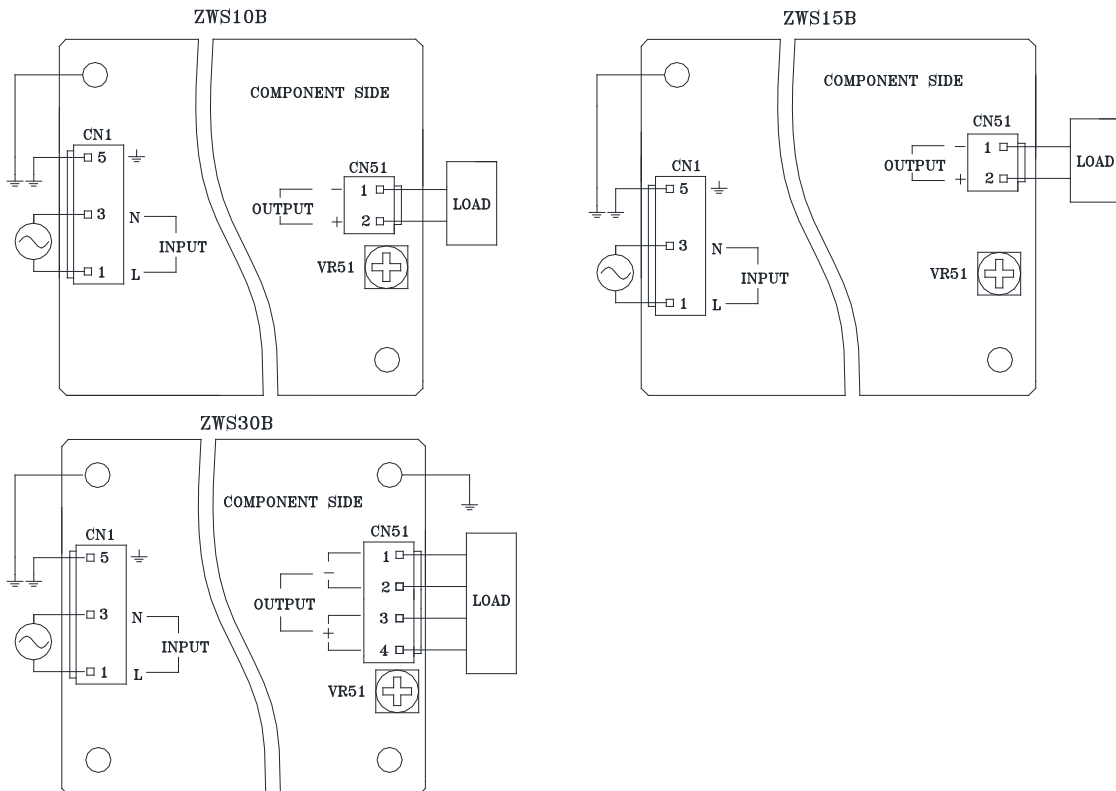 ZWS10B
COMPONENT SIDE
CN1
5
3
N
INPUT
1
L
CN51
OUTPUT
−
1
+
2
LOAD
VR51
ZWS15B
COMPONENT SIDE
CN1
5
3
N
INPUT
1
L
CN51
OUTPUT
−
1
+
2
LOAD
VR51
ZWS30B
COMPONENT SIDE
CN1
5
3
N
INPUT
1
L
CN51
OUTPUT
−
+
1
2
3
4
LOAD
VR51